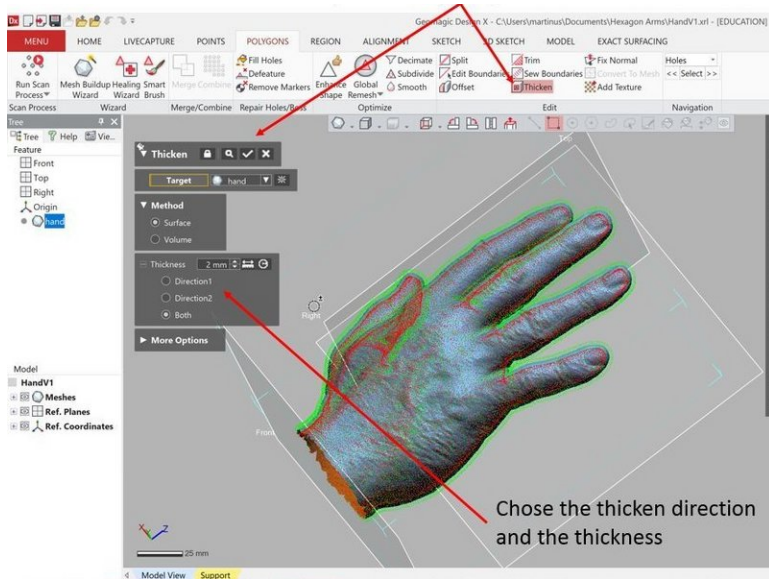 Geomagic Design X - C:\Users\martinus\Documents\Hexagon Arms\HandV1.xrl - [EDUCATION]
MENU HOME LIVECAPTURE POINTS POLYGONS REGION ALIGNMENT SKETCH 3D SKETCH MODEL EXACT SURFACING
Fill Holes Decimate Split Trim Fix Normal Holes
Defeature Subdivide Edit Boundaries Sew Boundaries Convert To Mesh << Select >>
Remove Markers Smooth Offset Thicken Add Texture
Run Scan Mesh Buildup Healing Smart Merge Combine Enhance Global
Process Wizard Wizard Brush Shape Remesh
Scan Process Wizard Merge/Combine Repair Holes/Boss Optimize Edit Navigation
Tree
Tree Help Vie...
Feature
Front
Top
Right
Origin
hand
Thicken
Target hand
Method
Surface
Volume
Thickness 2 mm
Direction1
Direction2
Both
More Options
Top
Right
Front
Model
HandV1
Meshes
Ref. Planes
Ref. Coordinates
Chose the thicken direction
and the thickness
X Z
25 mm
Model View Support